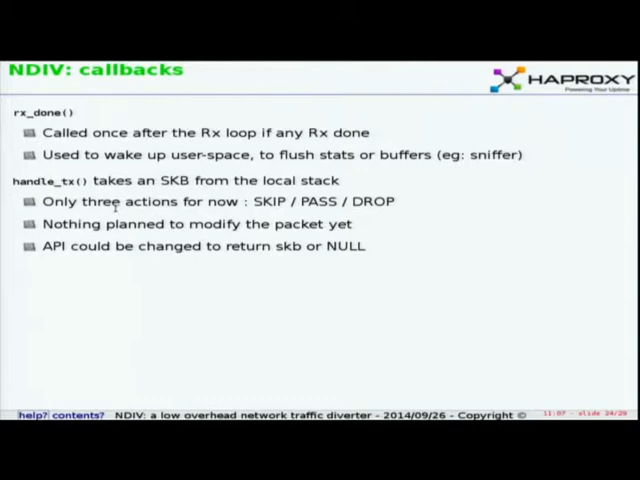 NDIV: callbacks
HAPROXY
Powering Your Uptime
rx_done()
Called once after the Rx loop if any Rx done
Used to wake up user-space, to flush stats or buffers (eg: sniffer)
handle_tx() takes an SKB from the local stack
Only three actions for now : SKIP / PASS / DROP
Nothing planned to modify the packet yet
API could be changed to return skb or NULL
help? contents? NDIV: a low overhead network traffic diverter - 2014/09/26 - Copyright © 11:07 - slide 24/29